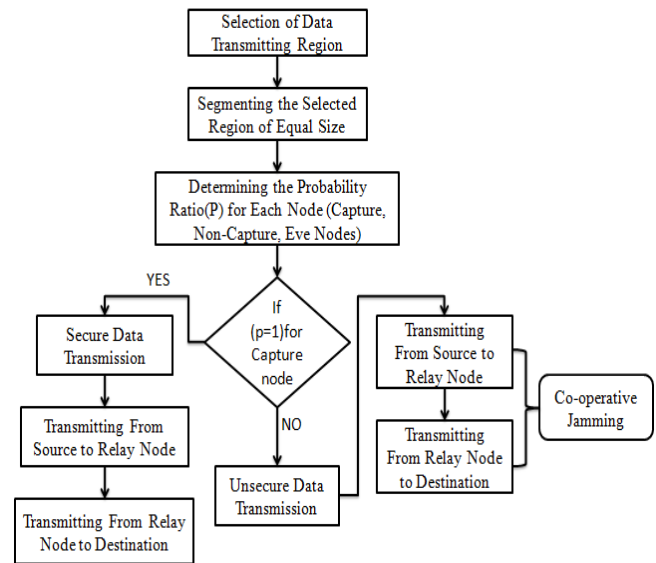 Selection of Data
Transmitting Region
Segmenting the Selected
Region of Equal Size
Determining the Probability
Ratio(P) for Each Node (Capture,
Non-Capture, Eve Nodes)
YES
If
(p=1)for
Capture
node
NO
Secure Data
Transmission
Transmitting From
Source to Relay Node
Transmitting From Relay
Node to Destination
Unsecure Data
Transmission
Transmitting
From Source to
Relay Node
Transmitting
From Relay Node
to Destination
Co-operative
Jamming